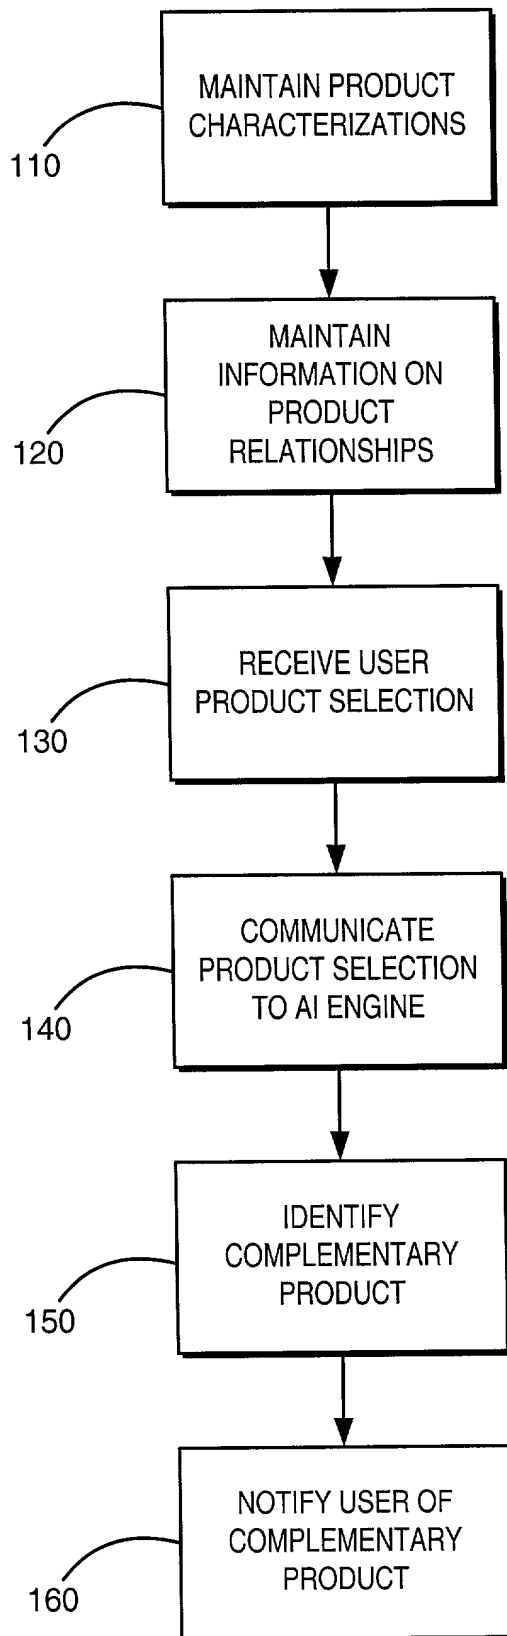 MAINTAIN PRODUCT
CHARACTERIZATIONS
110
MAINTAIN
INFORMATION ON
PRODUCT
RELATIONSHIPS
120
RECEIVE USER
PRODUCT SELECTION
130
COMMUNICATE
PRODUCT SELECTION
TO AI ENGINE
140
IDENTIFY
COMPLEMENTARY
PRODUCT
150
NOTIFY USER OF
COMPLEMENTARY
PRODUCT
160